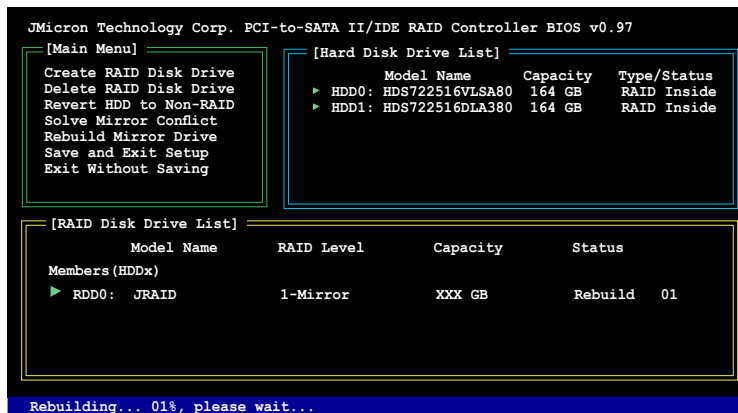 JMicron Technology Corp. PCI-to-SATA II/IDE RAID Controller BIOS v0.97
[Main Menu]
Create RAID Disk Drive
Delete RAID Disk Drive
Revert HDD to Non-RAID
Solve Mirror Conflict
Rebuild Mirror Drive
Save and Exit Setup
Exit Without Saving
[Hard Disk Drive List]
Model Name Capacity Type/Status
HDD0: HDS722516VLSA80 164 GB RAID Inside
HDD1: HDS722516DLA380 164 GB RAID Inside
[RAID Disk Drive List]
Model Name RAID Level Capacity Status
Members(HDDx)
RDD0: JRAID 1-Mirror XXX GB Rebuild 01
Rebuilding... 01%, please wait...